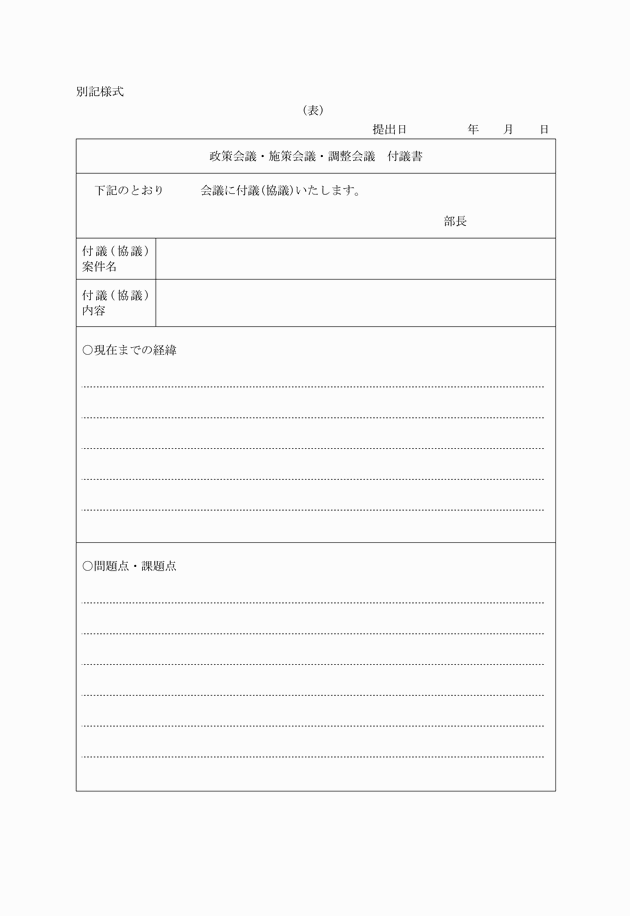 別記様式
（表）
提出日　　　　　年　　月　　日
政策会議・施策会議・調整会議　付議書
下記のとおり　　　会議に付議(協議)いたします。
部長
付議(協議)
案件名
付議(協議)
内容
○現在までの経緯
○問題点・課題点